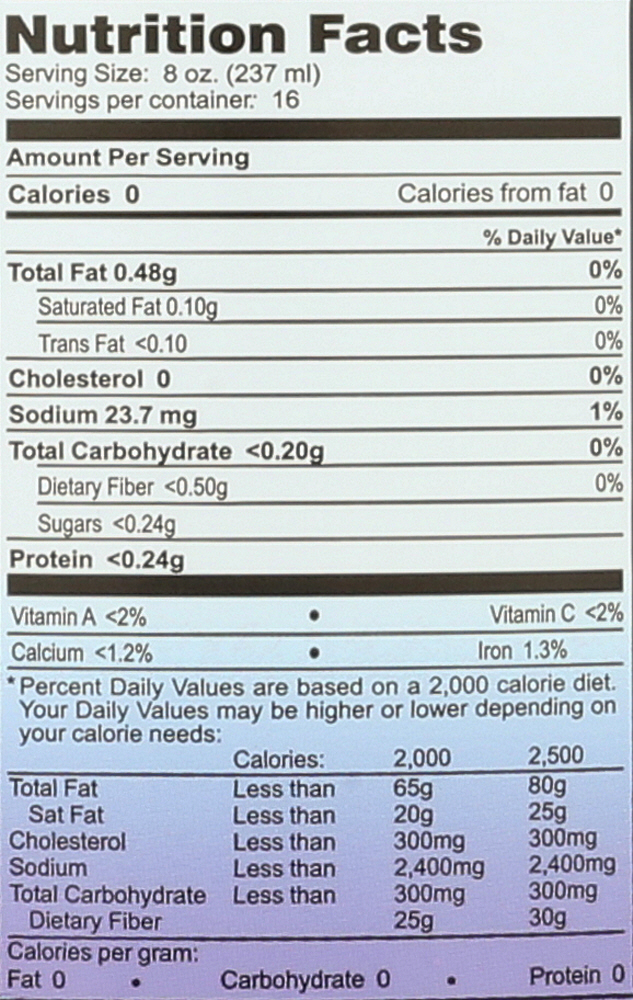 Nutrition Facts
Serving Size: 8 oz. (237 ml)
Servings per container: 16
Amount Per Serving
Calories 0 Calories from fat 0
% Daily Value*
Total Fat 0.48g 0%
Saturated Fat 0.10g 0%
Trans Fat <0.10 0%
Cholesterol 0 0%
Sodium 23.7 mg 1%
Total Carbohydrate <0.20g 0%
Dietary Fiber <0.50g 0%
Sugars <0.24g
Protein <0.24g
Vitamin A <2% • Vitamin C <2%
Calcium <1.2% • Iron 1.3%
*Percent Daily Values are based on a 2,000 calorie diet.
Your Daily Values may be higher or lower depending on
your calorie needs:
Calories: 2,000 2,500
Total Fat Less than 65g 80g
Sat Fat Less than 20g 25g
Cholesterol Less than 300mg 300mg
Sodium Less than 2,400mg 2,400mg
Total Carbohydrate Less than 300mg 300mg
Dietary Fiber 25g 30g
Calories per gram:
Fat 0 • Carbohydrate 0 • Protein 0